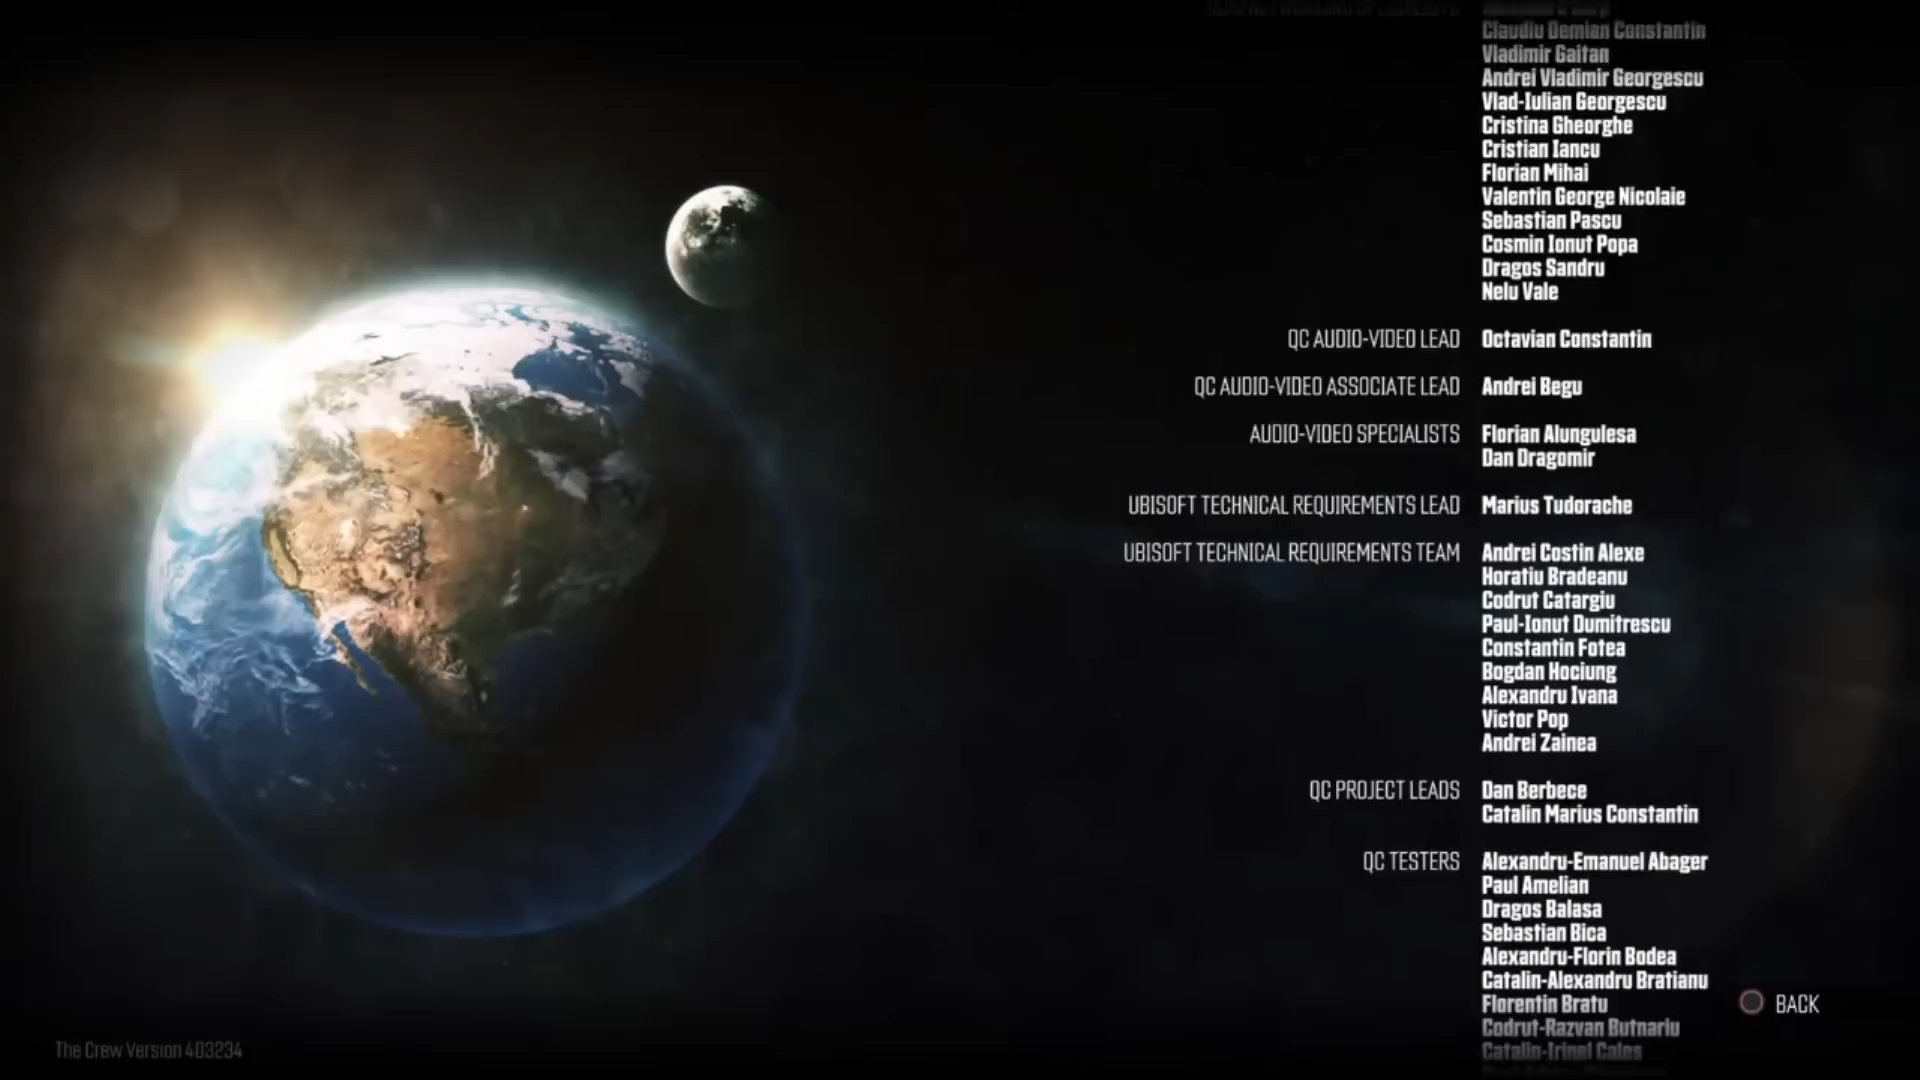 Claudiu Demian Constantin
Vladimir Gaitan
Andrei Vladimir Georgescu
Vlad-Iulian Georgescu
Cristina Gheorghe
Cristian Iancu
Florian Mihai
Valentin George Nicolaie
Sebastian Pascu
Cosmin Ionut Popa
Dragos Sandru
Nelu Vale
QC AUDIO-VIDEO LEAD Octavian Constantin
QC AUDIO-VIDEO ASSOCIATE LEAD Andrei Begu
AUDIO-VIDEO SPECIALISTS Florian Alungulesa
Dan Dragomir
UBISOFT TECHNICAL REQUIREMENTS LEAD Marius Tudorache
UBISOFT TECHNICAL REQUIREMENTS TEAM Andrei Costin Alexe
Horatiu Bradeanu
Codrut Catargiu
Paul-Ionut Dumitrescu
Constantin Fotea
Bogdan Hociung
Alexandru Ivana
Victor Pop
Andrei Zainea
QC PROJECT LEADS Dan Berbece
Catalin Marius Constantin
QC TESTERS Alexandru-Emanuel Abager
Paul Amelian
Dragos Balasa
Sebastian Bica
Alexandru-Florin Bodea
Catalin-Alexandru Bratianu
Florentin Bratu
BACK
Codrut-Razvan Butnariu
Catalin-Irinel Cales
The Crew Version 403234